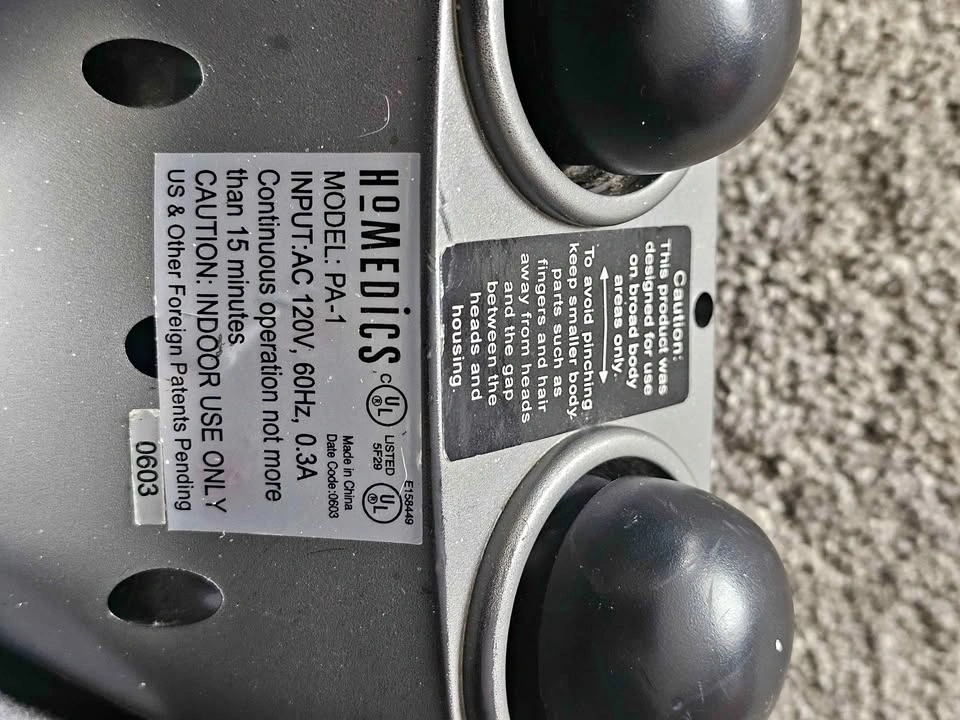 HOMEDICS
MODEL: PA-1
INPUT:AC 120V, 60Hz, 0.3A
Continuous operation not more
than 15 minutes
CAUTION: INDOOR USE ONLY
US & Other Foreign Patents Pending
C UL® UL®
LISTED
5F29
E158449
Made in China
Date Code:0603
0603
Caution:
This product was
designed for use
on broad body
areas only.
To avoid pinching
keep smaller body
parts such as
fingers and hair
away from heads
and the gap
between the
heads and
housing.